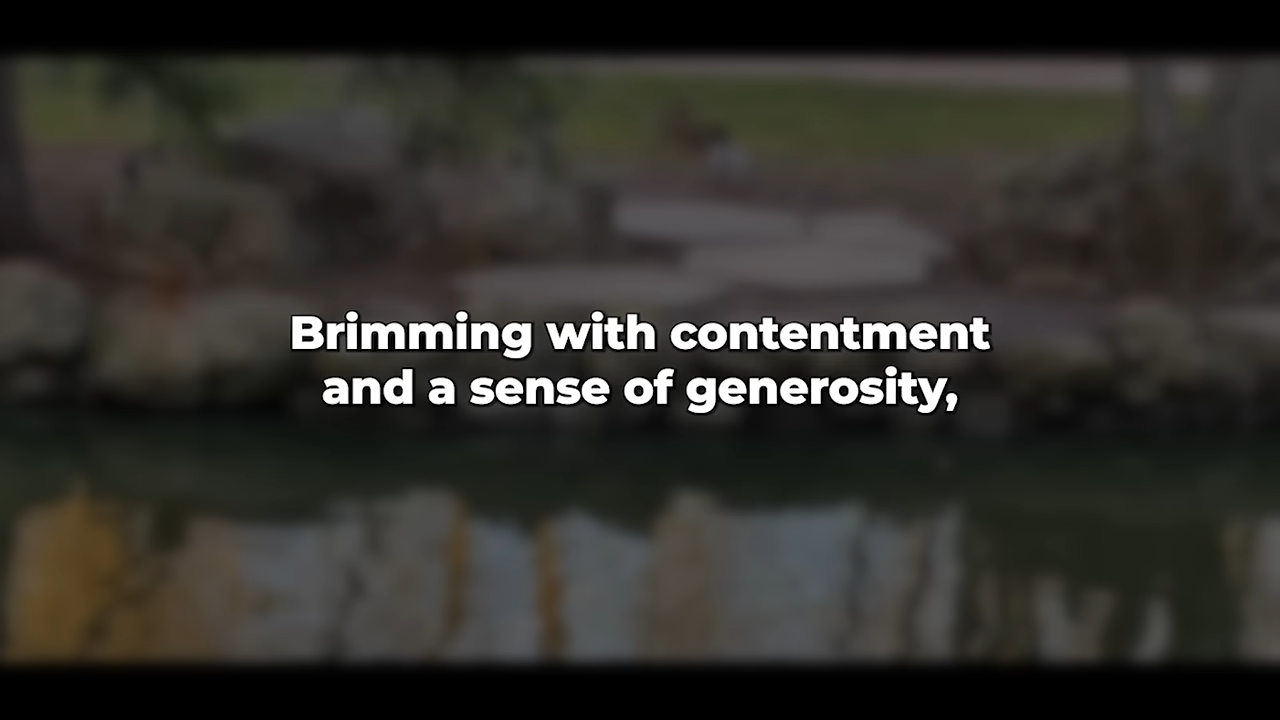 Brimming with contentment
and a sense of generosity,